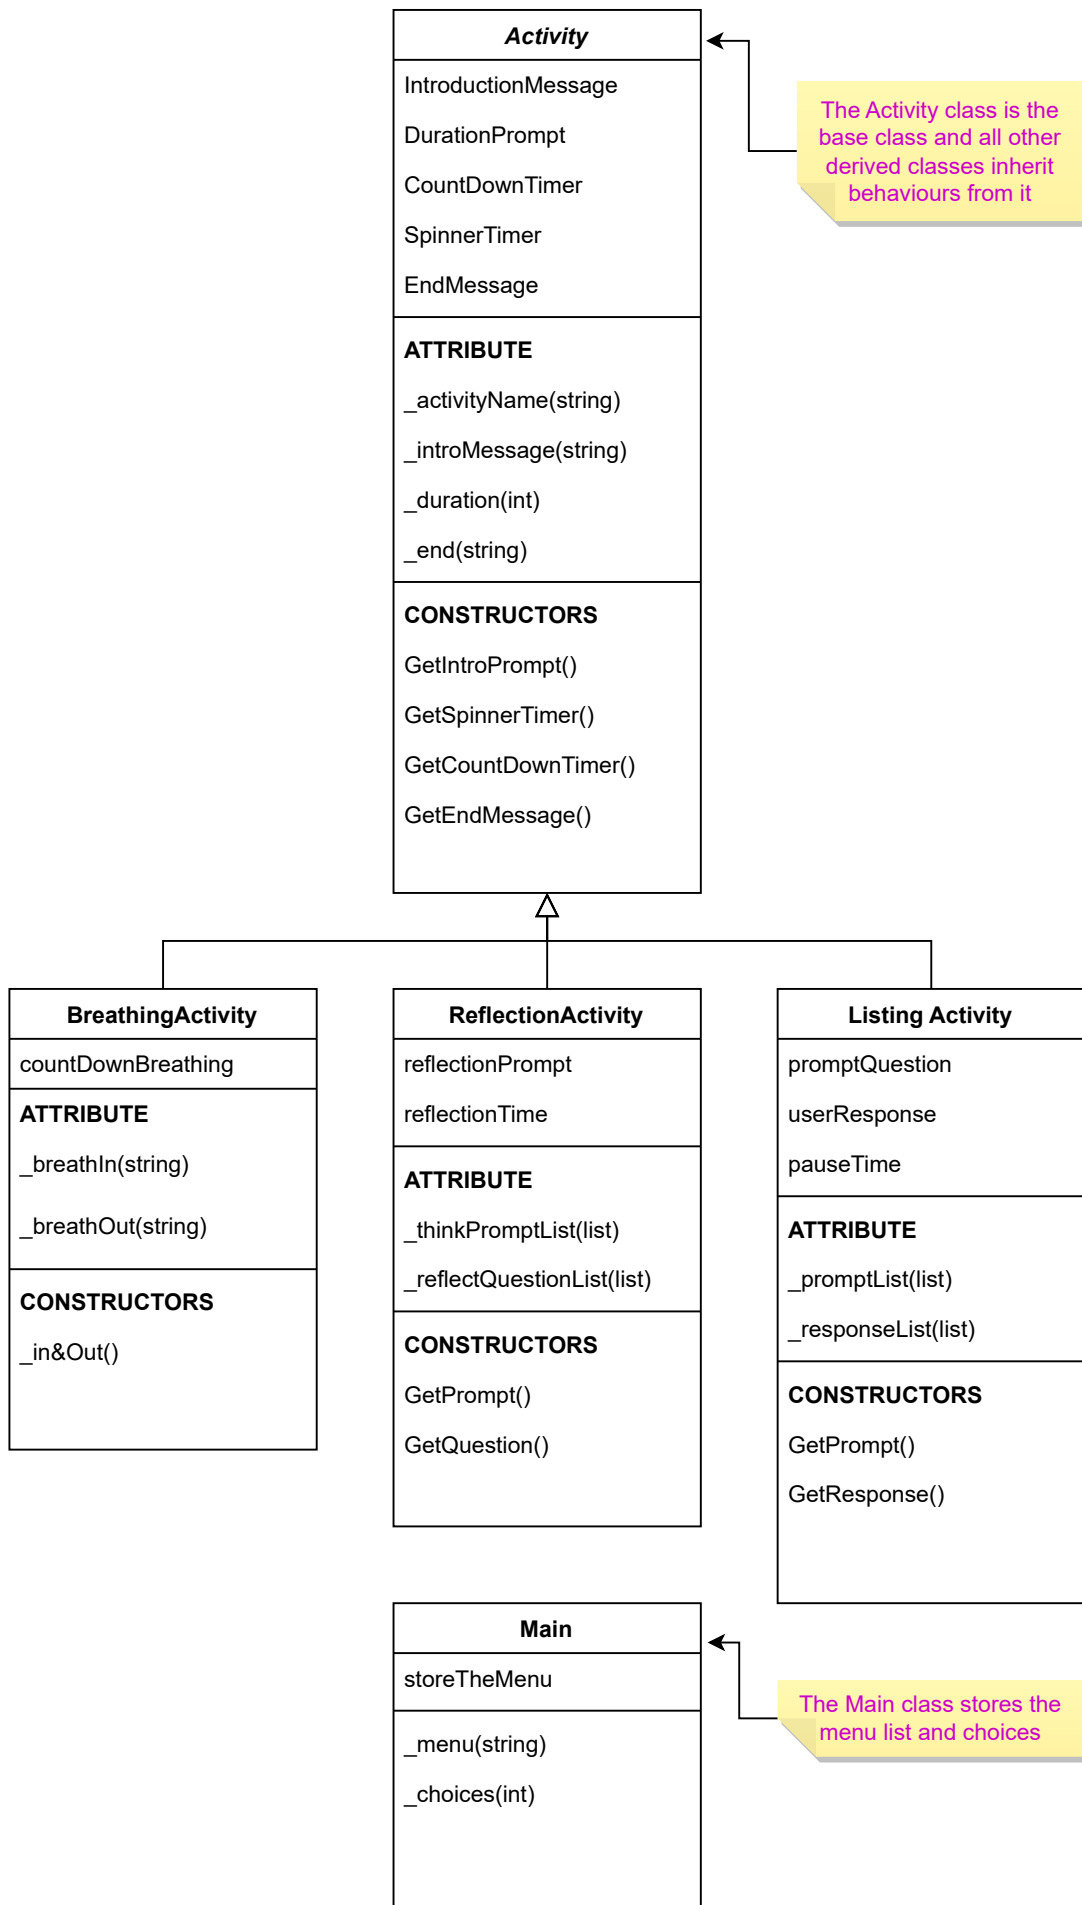 Activity
IntroductionMessage
DurationPrompt
CountDownTimer
SpinnerTimer
EndMessage
ATTRIBUTE
_activityName(string)
_introMessage(string)
_duration(int)
_end(string)
CONSTRUCTORS
GetIntroPrompt()
GetSpinnerTimer()
GetCountDownTimer()
GetEndMessage()
The Activity class is the
base class and all other
derived classes inherit
behaviours from it
BreathingActivity
countDownBreathing
ATTRIBUTE
_breathIn(string)
_breathOut(string)
CONSTRUCTORS
_in&Out()
ReflectionActivity
reflectionPrompt
reflectionTime
ATTRIBUTE
_thinkPromptList(list)
_reflectQuestionList(list)
CONSTRUCTORS
GetPrompt()
GetQuestion()
Listing Activity
promptQuestion
userResponse
pauseTime
ATTRIBUTE
_promptList(list)
_responseList(list)
CONSTRUCTORS
GetPrompt()
GetResponse()
Main
storeTheMenu
_menu(string)
_choices(int)
The Main class stores the
menu list and choices